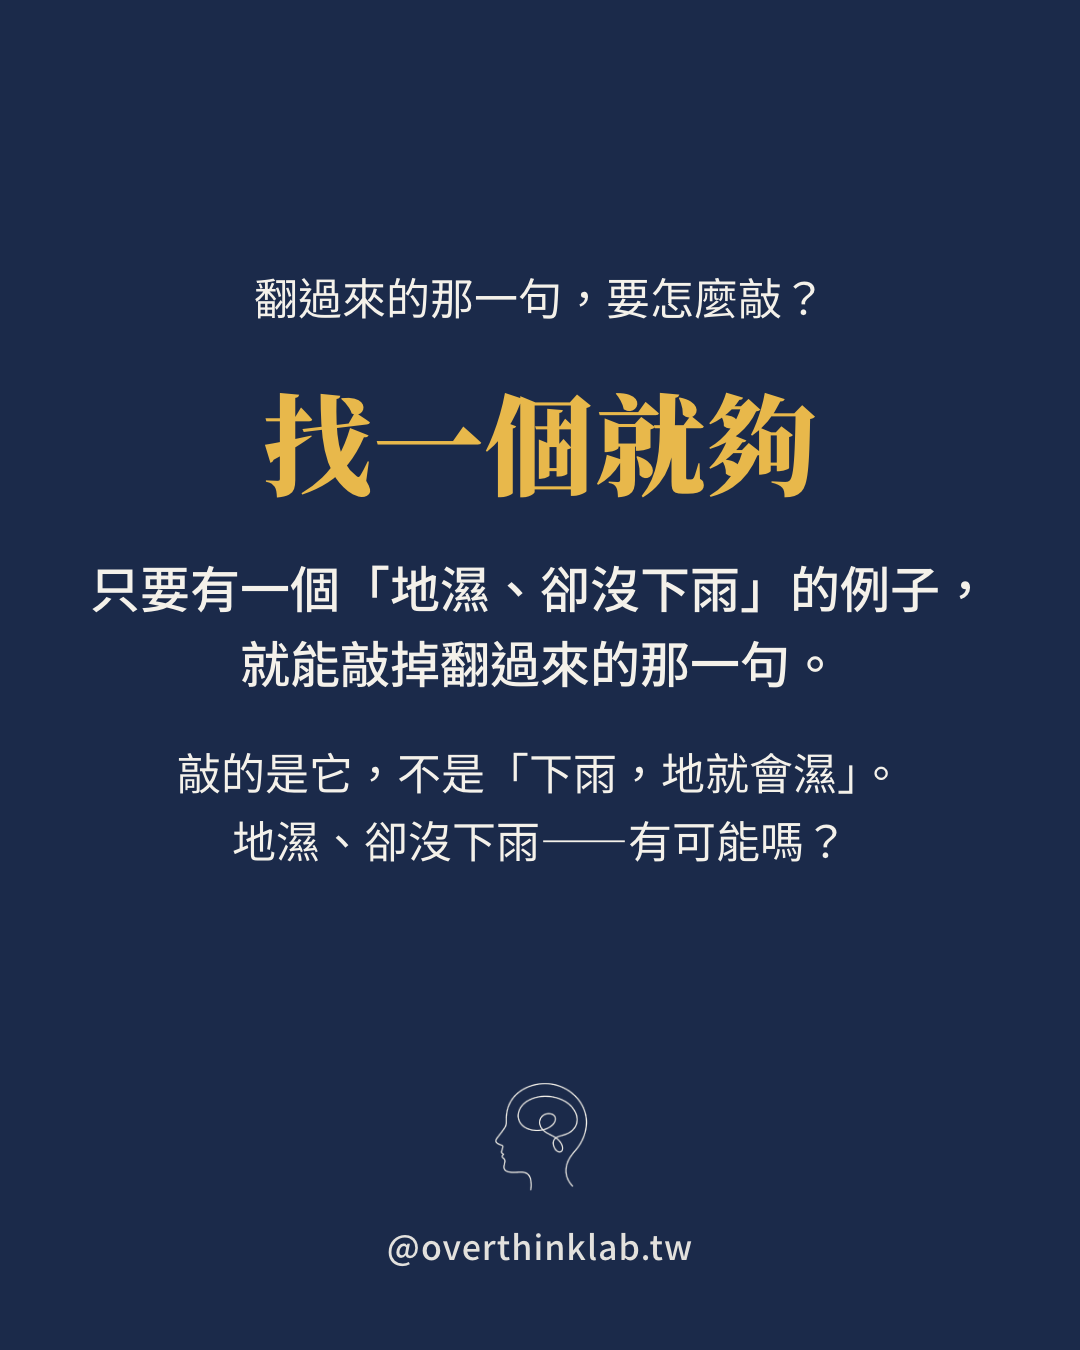 翻過來的那一句，要怎麼敲？
找一個就夠
只要有一個「地濕、卻沒下雨」的例子，
就能敲掉翻過來的那一句。
敲的是它，不是「下雨，地就會濕」。
地濕、卻沒下雨——有可能嗎？
@overthinklab.tw